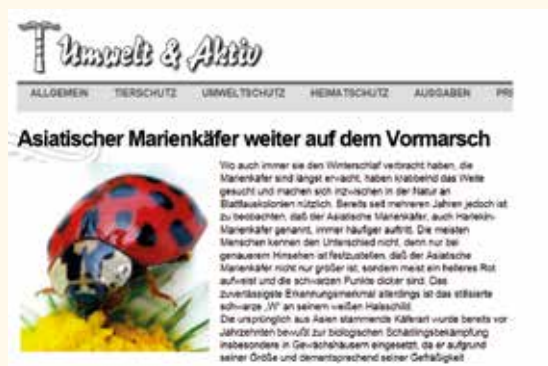 Umwelt & Aktiv
ALLGEMEIN TIERSCHUTZ UMWELTSCHUTZ HEIMATSCHUTZ AUSGABEN PR
Asiatischer Marienkäfer weiter auf dem Vormarsch
Wo auch immer sie den Winterschlaf verbracht haben, die
Marienkäfer sind längst erwacht, haben krabbelnd das Weite
gesucht und machen sich inzwischen in der Natur an
Blattlauskolonien nützlich. Bereits seit mehreren Jahren jedoch ist
zu beobachten, daß der Asiatische Marienkäfer, auch Harlekin-
Marienkäfer genannt, immer häufiger auftritt. Die meisten
Menschen kennen den Unterschied nicht, denn nur bei
genauerem Hinsehen ist festzustellen, daß der Asiatische
Marienkäfer nicht nur größer ist, sondern meist ein helleres Rot
aufweist und die schwarzen Punkte dicker sind. Das
zuverlässigste Erkennungsmerkmal allerdings ist das stilisierte
schwarze „W" an seinem weißen Halsschild.
Die ursprünglich aus Asien stammende Käferart wurde bereits vor
Jahrzehnten bewußt zur biologischen Schädlingsbekämpfung
insbesondere in Gewächshäusern eingesetzt, da er aufgrund
seiner Größe und dementsprechend seiner Gefräßigkeit